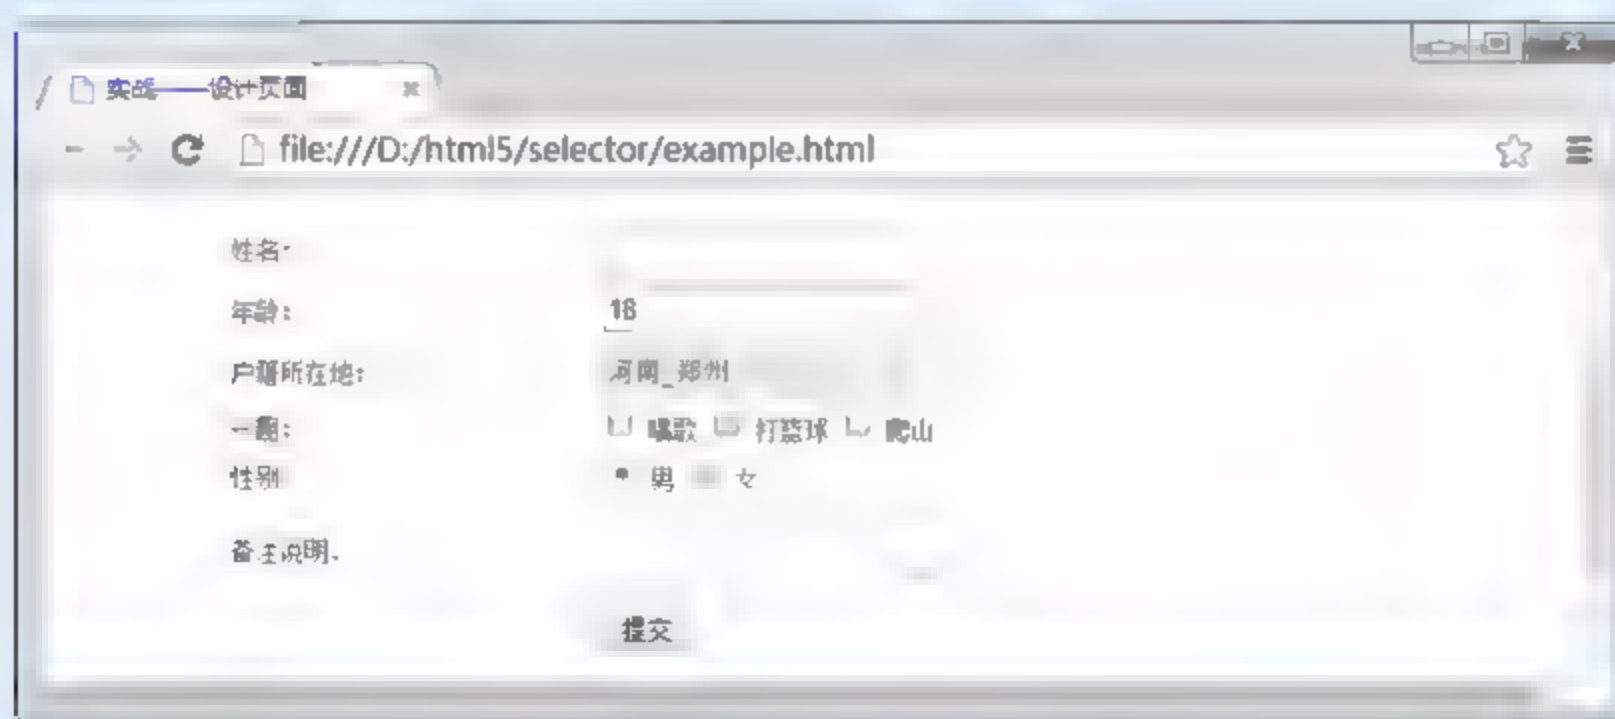 实战——设计页面
file:///D:/html5/selector/example.html
姓名:
年龄: 18
户籍所在地: 河南_郑州
唱歌 打篮球 爬山
性别 男 女
备注说明:
提交